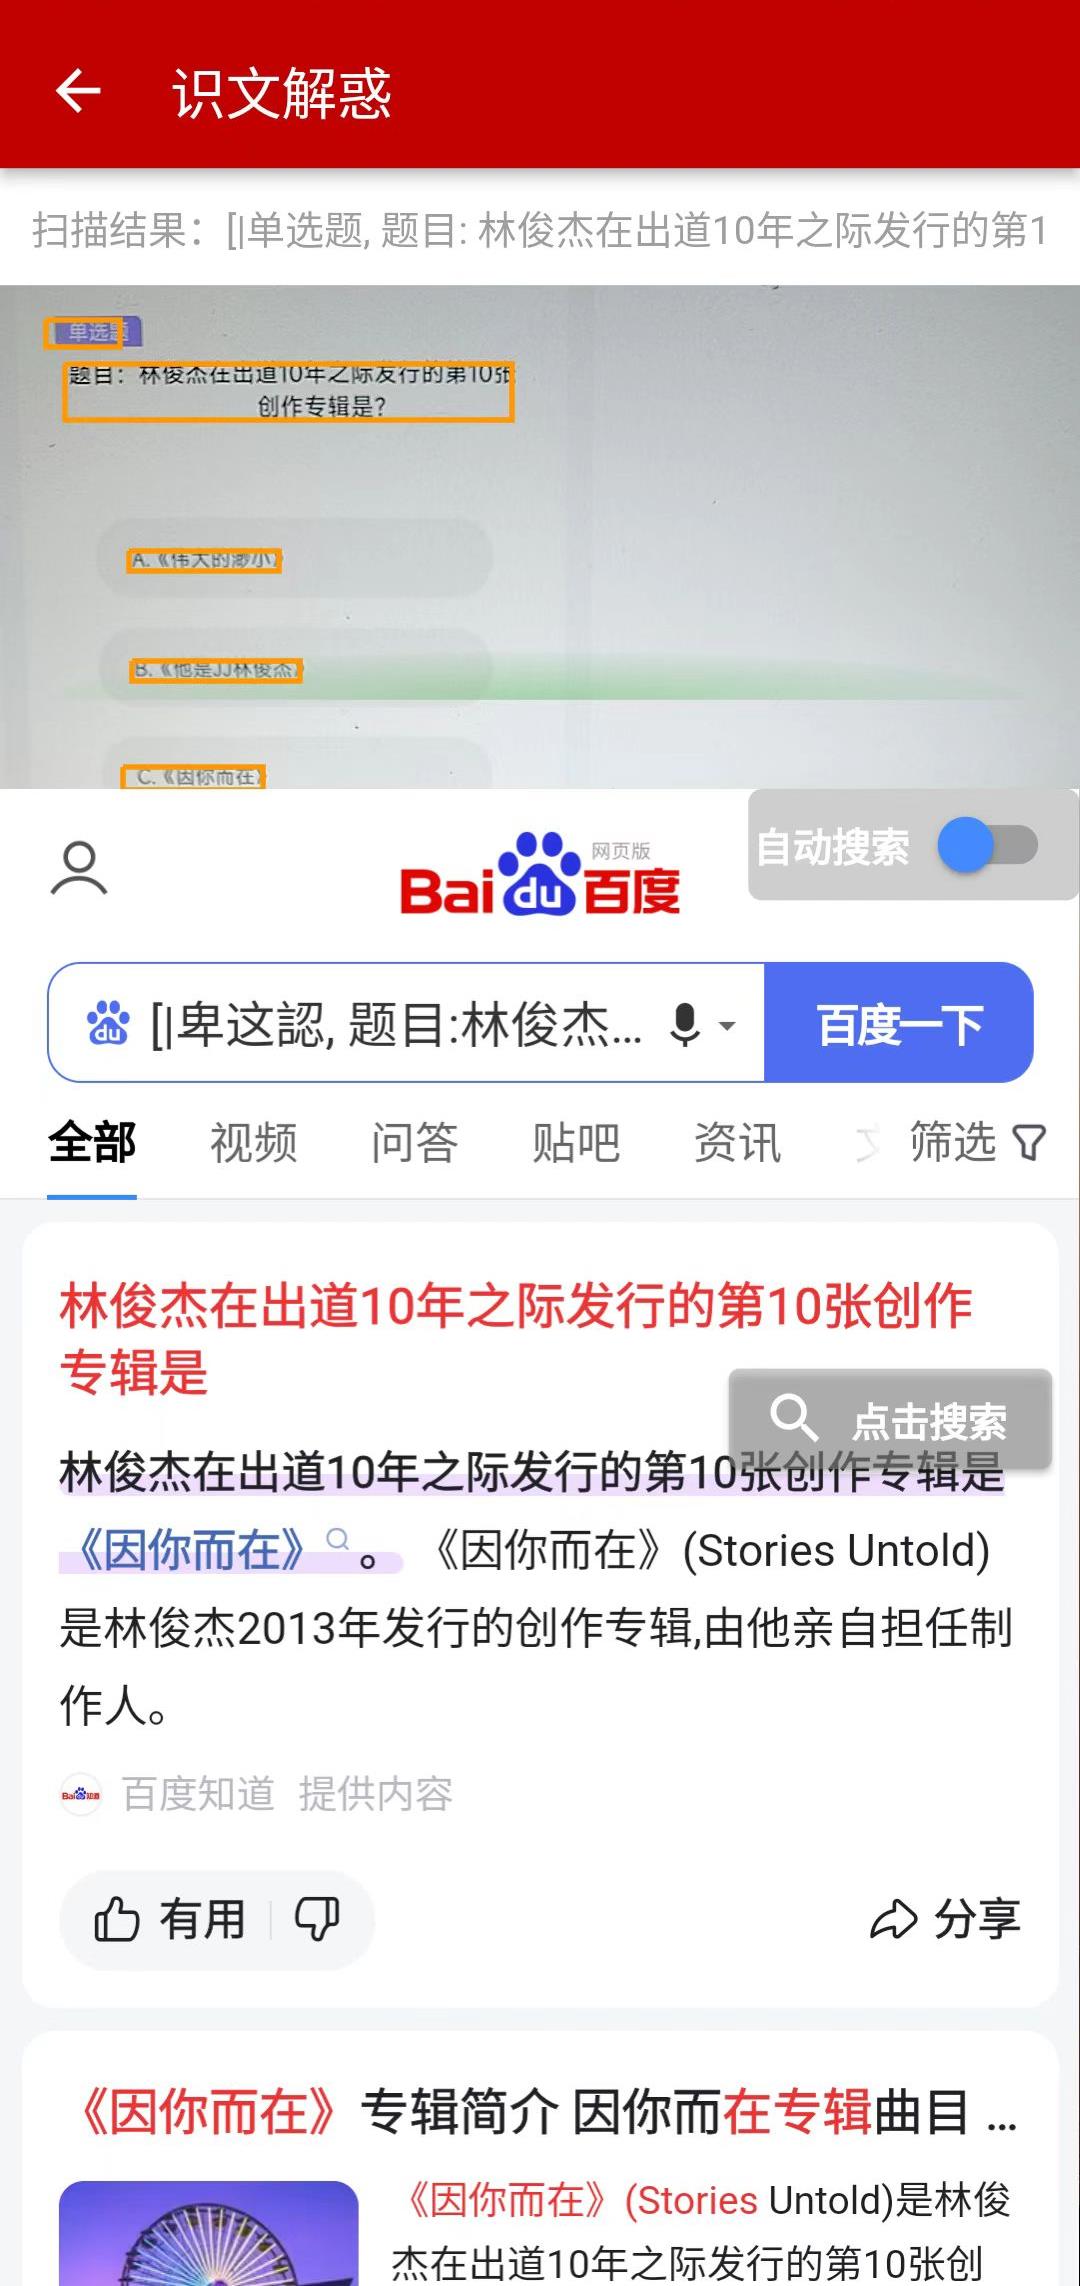 识文解惑
扫描结果：[|单选题, 题目: 林俊杰在出道10年之际发行的第1
单选题
题目：林俊杰在出道10年之际发行的第10张
创作专辑是?
A.《伟大的渺小》
B.《他是JJ林俊杰》
C.《因你而在》
网页版
Bai du 百度
自动搜索
du [|卑这認, 题目:林俊杰... 百度一下
全部 视频 问答 贴吧 资讯 筛选
林俊杰在出道10年之际发行的第10张创作
专辑是
点击搜索
林俊杰在出道10年之际发行的第10张创作专辑是
《因你而在》 。 《因你而在》(Stories Untold)
是林俊杰2013年发行的创作专辑,由他亲自担任制
作人。
Bai 知道 百度知道 提供内容
有用 分享
《因你而在》专辑简介 因你而在专辑曲目 ...
《因你而在》(Stories Untold)是林俊
杰在出道10年之际发行的第10张创